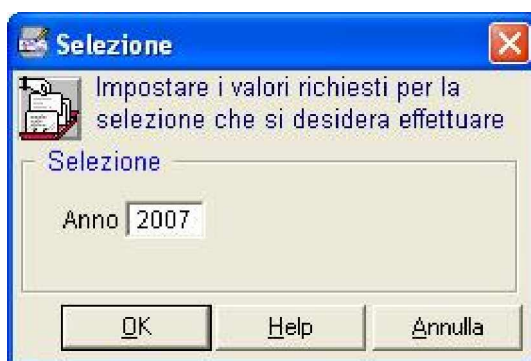 Selezione
Impostare i valori richiesti per la
selezione che si desidera effettuare
Selezione
Anno 2007
OK Help Annulla